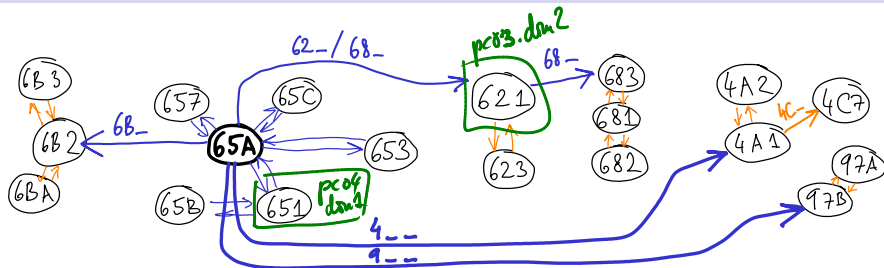 pc03.dom2
62_/68_
68_
6B3
657
65C
621
683
4A2
4C7
4C_
6B2
6B_
65A
653
681
4A1
623
682
97A
6BA
65B
651
pc04
dom1
97B
4_ _
9_ _